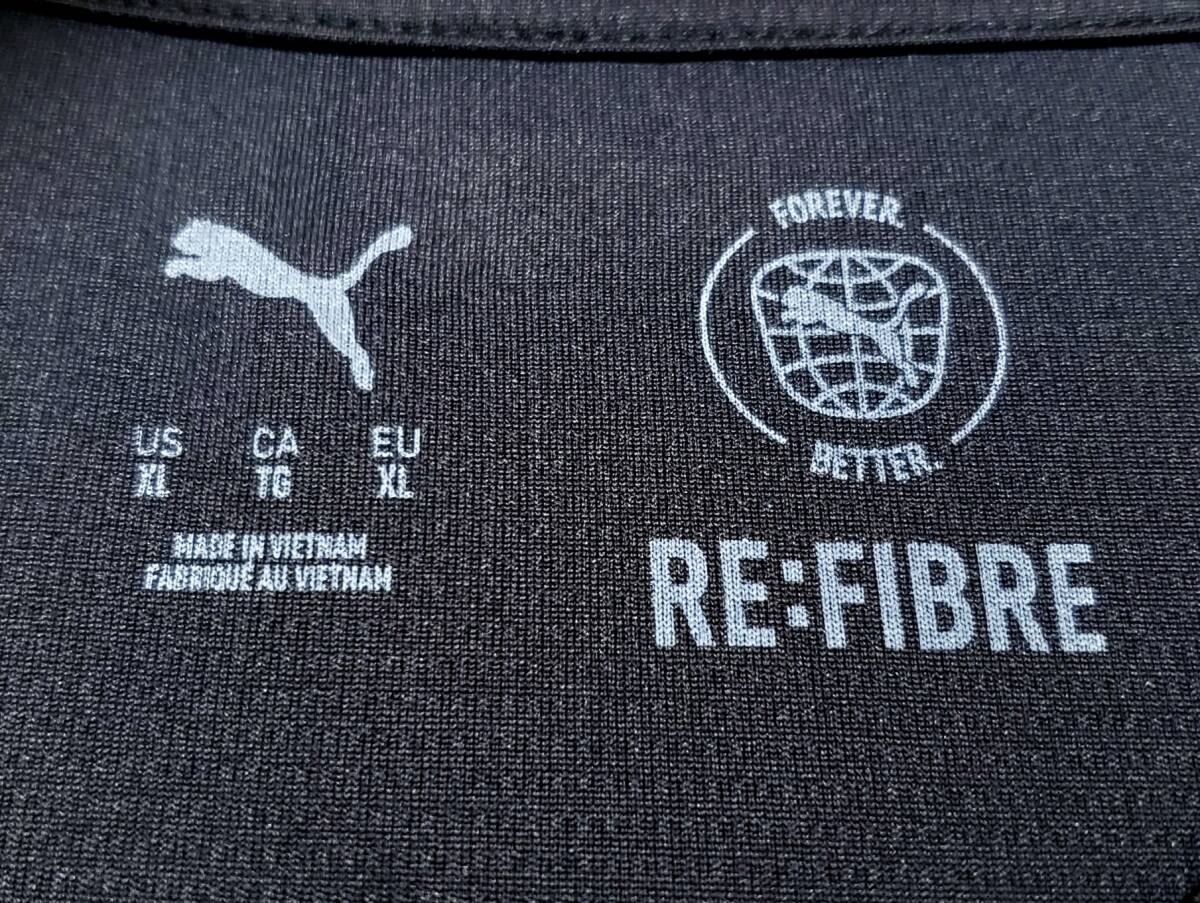 US CA EU
XL TG XL
MADE IN VIETNAM
FABRIQUÉ AU VIETNAM
FOREVER.
BETTER.
RE:FIBRE